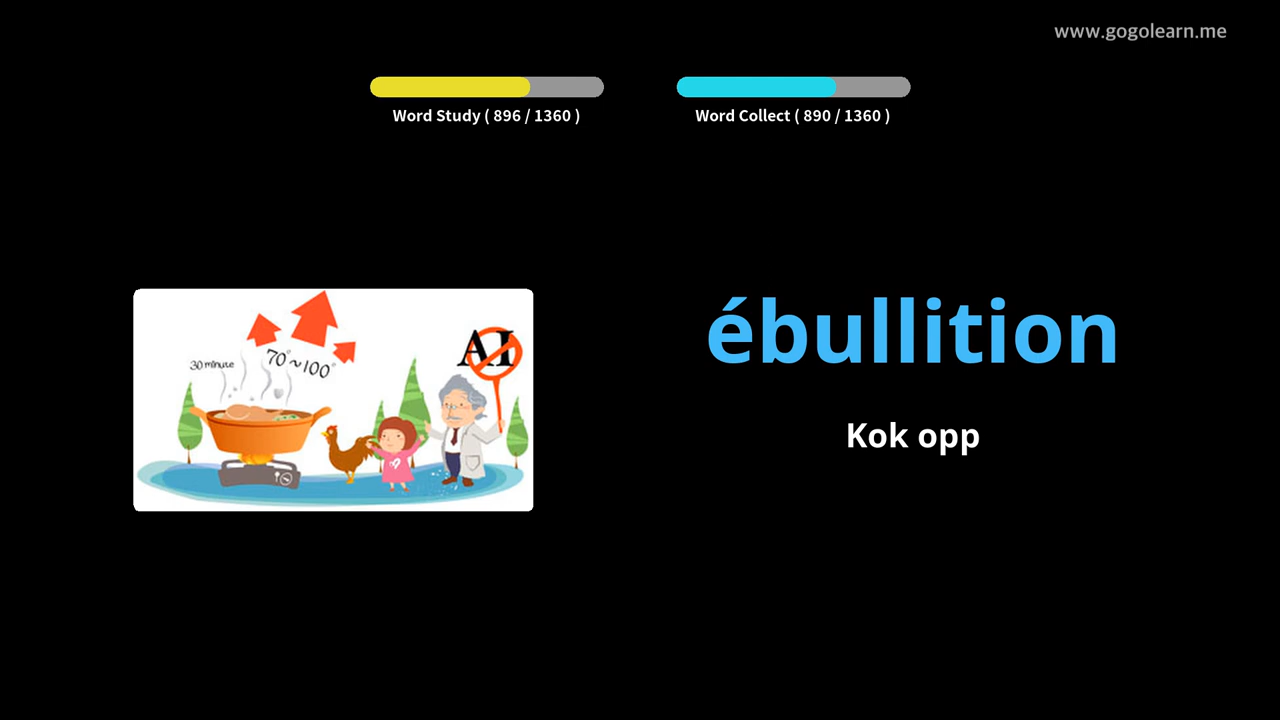 www.gogolearn.me
Word Study ( 896 / 1360 )
Word Collect ( 890 / 1360 )
30 minute
70°~100°
AI
ébullition
Kok opp